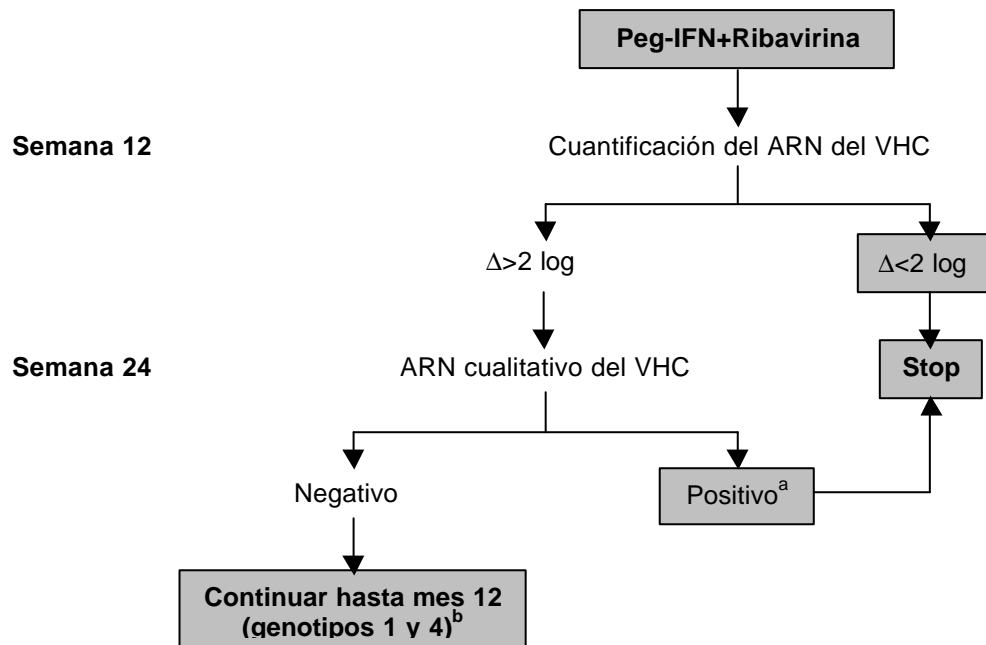 Peg-IFN+Ribavirina
Semana 12
Cuantificación del ARN del VHC
Δ>2 log
Δ<2 log
Semana 24
ARN cualitativo del VHC
Stop
Negativo
Positivoᵃ
Continuar hasta mes 12
(genotipos 1 y 4)ᵇ